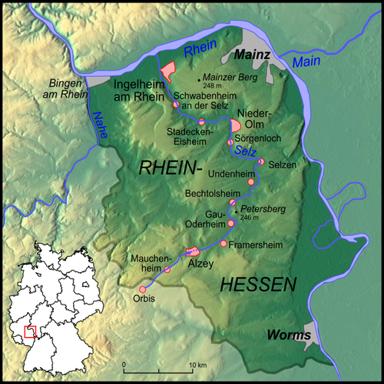 Rhein
Mainz
Main
Bingen
am Rhein
Ingelheim
am Rhein
Mainzer Berg
248 m
Schwabenheim
an der Selz
Nahe
Stadecken-
Elsheim
Nieder-
Olm
Sörgenloch
Selz
RHEIN-
Selzen
Undenheim
Bechtolsheim
Gau-
Odernheim
Petersberg
246 m
Framersheim
Mauchen-
heim
Alzey
Orbis
HESSEN
Worms
0
10 km